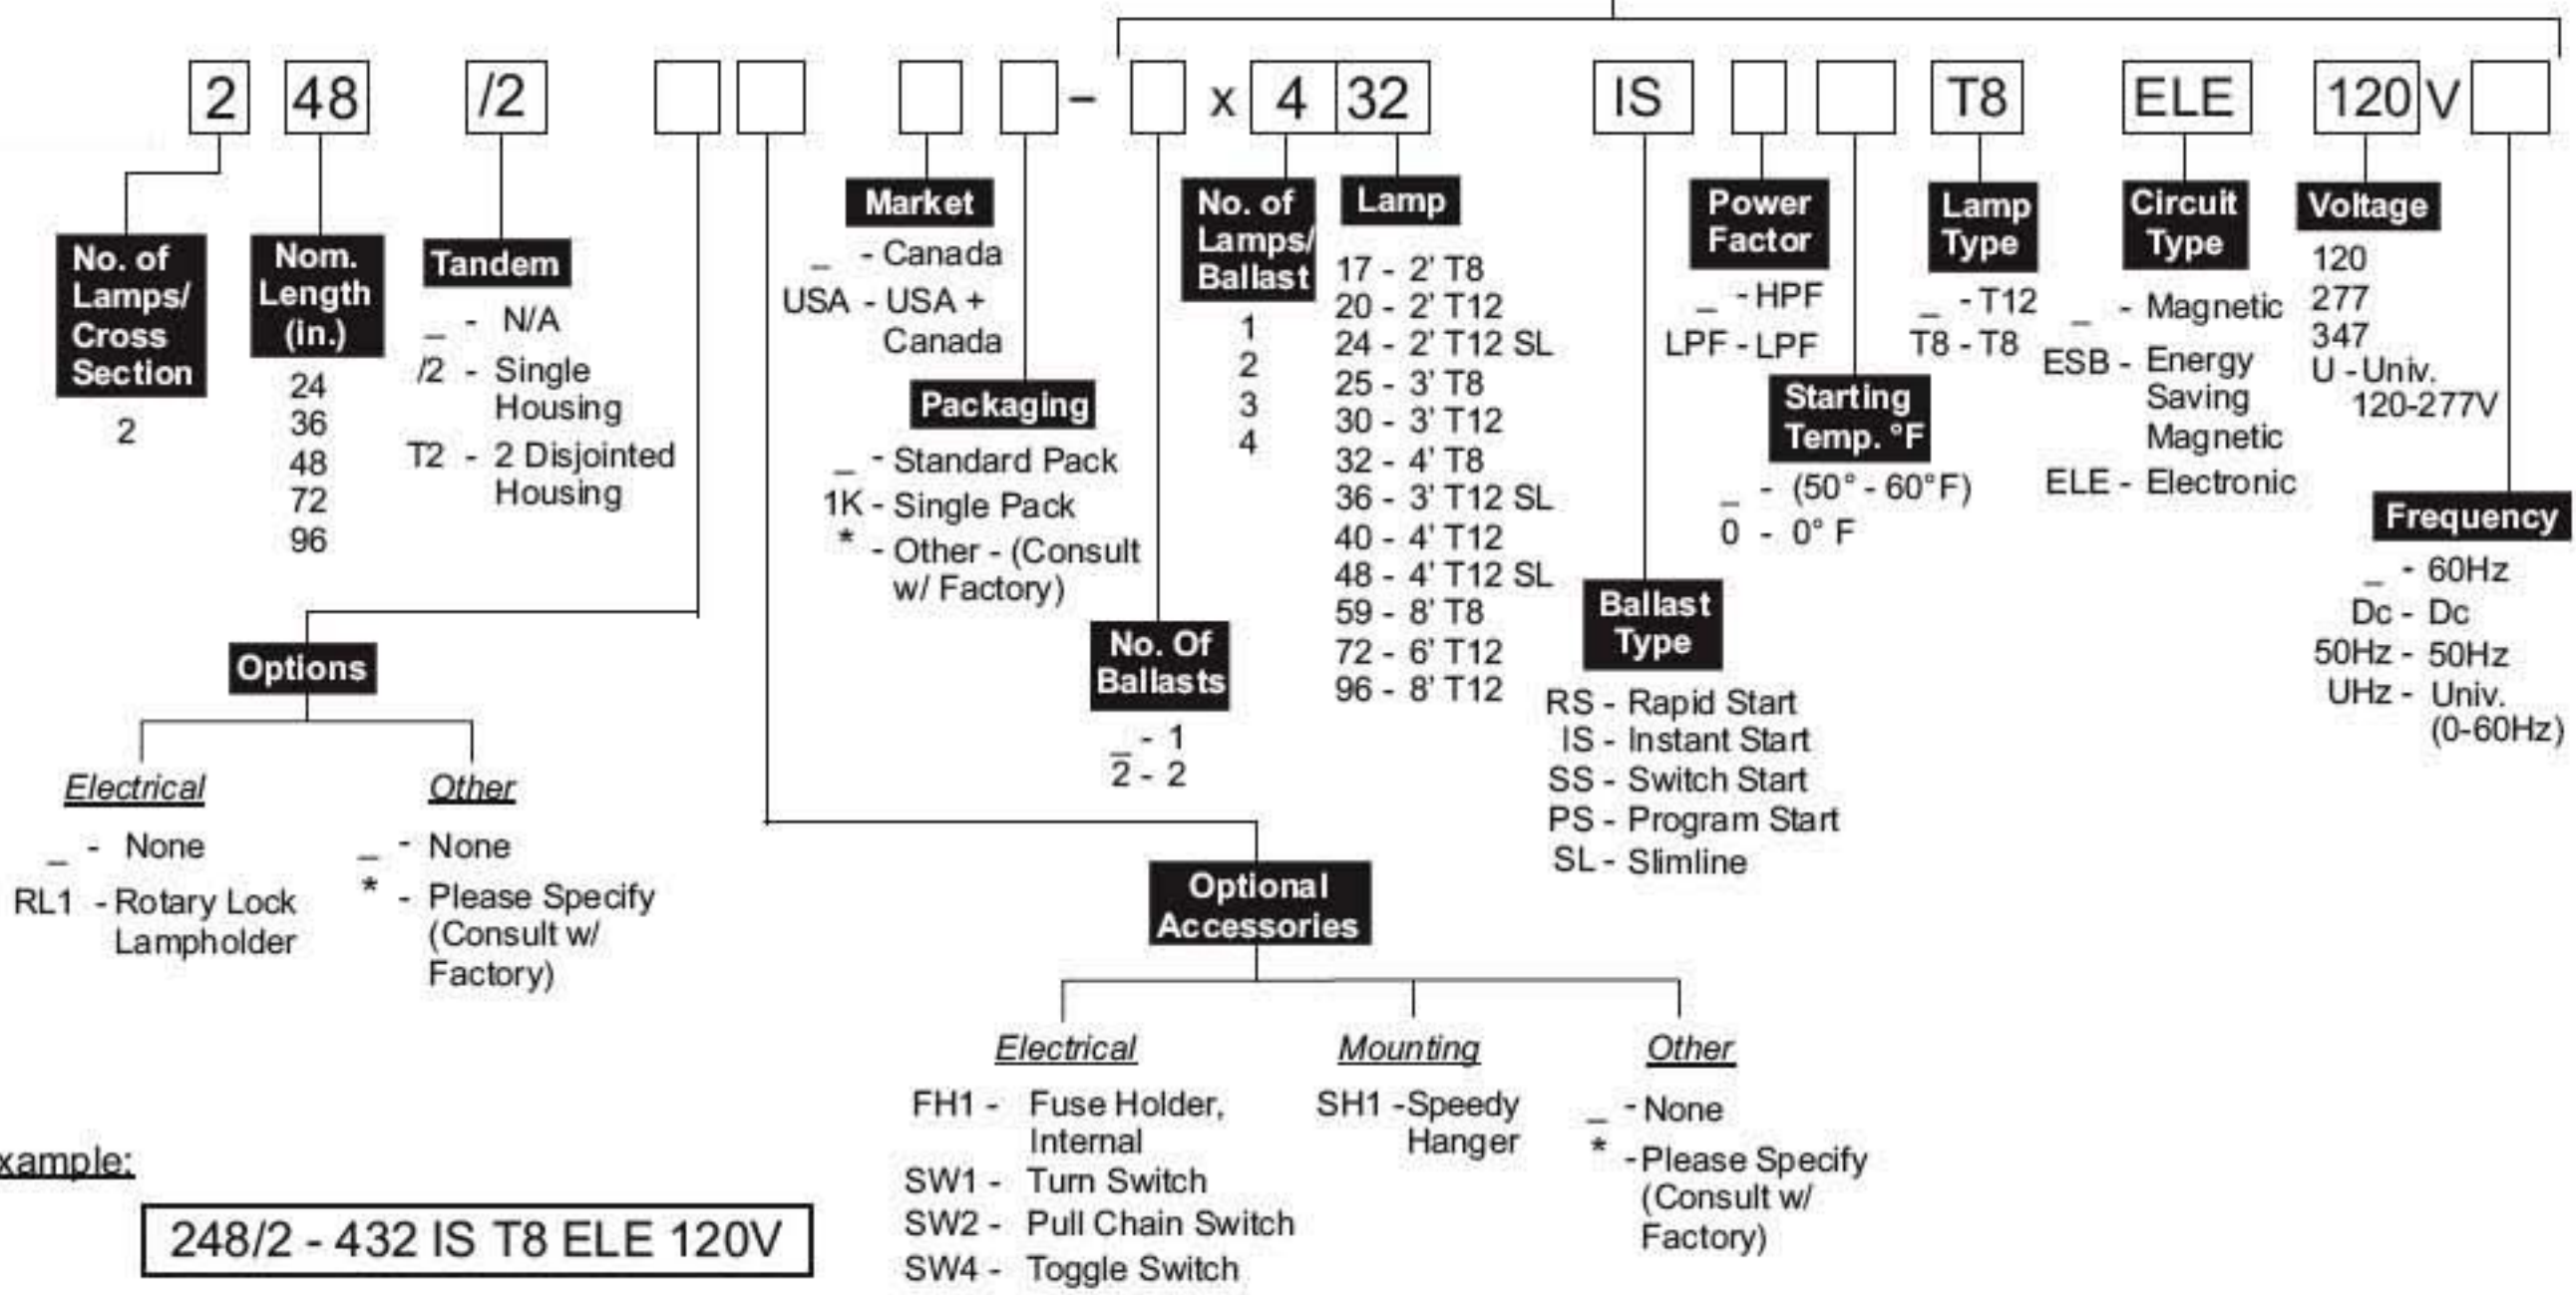 2 48 /2 – x 4 32 IS T8 ELE 120 V
No. of
Lamps/
Cross
Section
2
Nom.
Length
(in.)
24
36
48
72
96
Tandem
_ - N/A
/2 - Single
Housing
T2 - 2 Disjointed
Housing
Options
Electrical
_ - None
RL1 - Rotary Lock
Lampholder
Other
_ - None
* - Please Specify
(Consult w/
Factory)
Market
_ - Canada
USA - USA +
Canada
Packaging
_ - Standard Pack
1K - Single Pack
* - Other - (Consult
w/ Factory)
No. Of
Ballasts
_ - 1
2 - 2
No. of
Lamps/
Ballast
1
2
3
4
Lamp
17 - 2' T8
20 - 2' T12
24 - 2' T12 SL
25 - 3' T8
30 - 3' T12
32 - 4' T8
36 - 3' T12 SL
40 - 4' T12
48 - 4' T12 SL
59 - 8' T8
72 - 6' T12
96 - 8' T12
Ballast
Type
RS - Rapid Start
IS - Instant Start
SS - Switch Start
PS - Program Start
SL - Slimline
Power
Factor
_ - HPF
LPF - LPF
Starting
Temp. °F
_ - (50° - 60°F)
0 - 0° F
Lamp
Type
_ - T12
T8 - T8
Circuit
Type
_ - Magnetic
ESB - Energy
Saving
Magnetic
ELE - Electronic
Voltage
120
277
347
U - Univ.
120-277V
Frequency
_ - 60Hz
Dc - Dc
50Hz - 50Hz
UHz - Univ.
(0-60Hz)
Optional
Accessories
Electrical
FH1 - Fuse Holder,
Internal
SW1 - Turn Switch
SW2 - Pull Chain Switch
SW4 - Toggle Switch
Mounting
SH1 -Speedy
Hanger
Other
_ - None
* -Please Specify
(Consult w/
Factory)
xample:
248/2 - 432 IS T8 ELE 120V